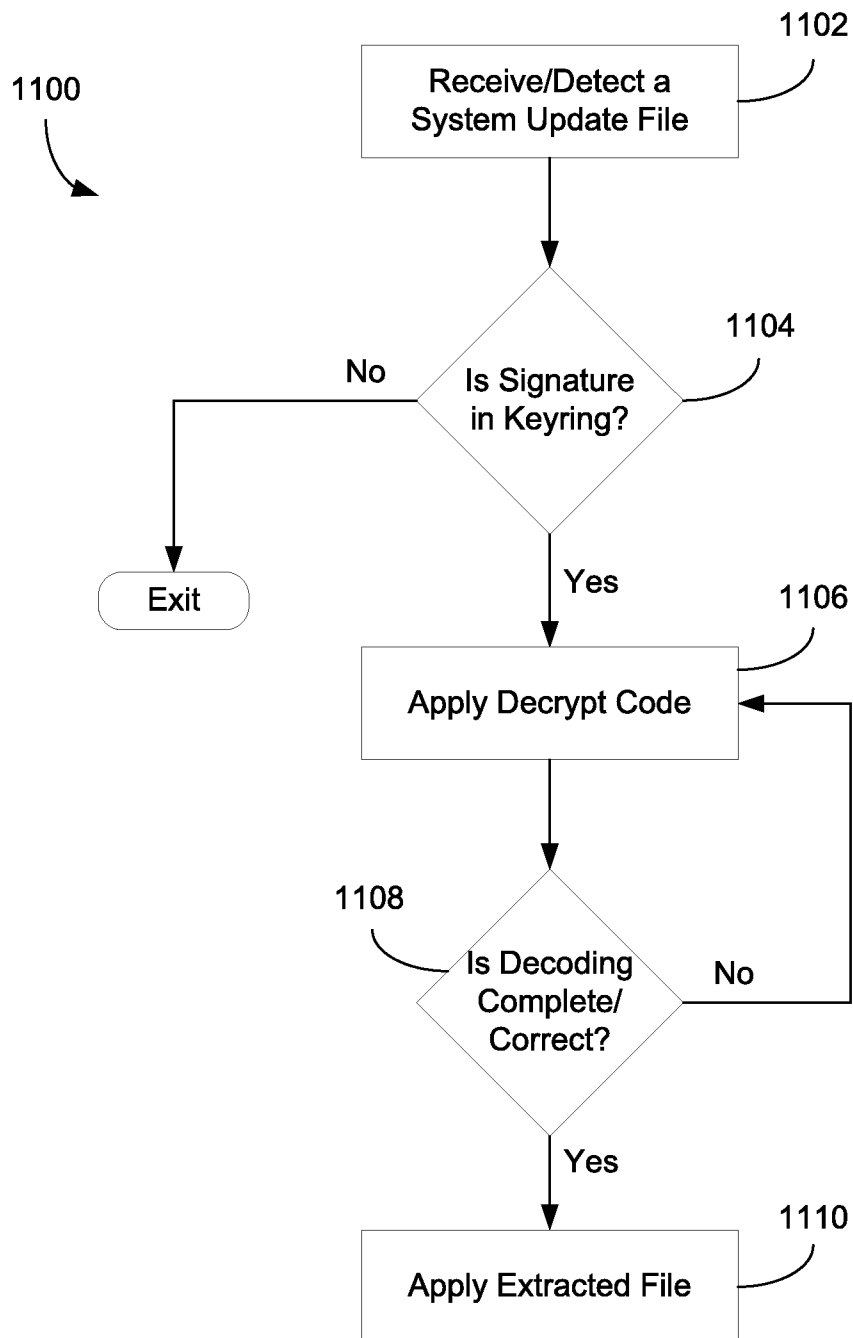 1102
Receive/Detect a
System Update File
1100
1104
No
Is Signature
in Keyring?
Exit
Yes
1106
Apply Decrypt Code
1108
Is Decoding
Complete/
Correct?
No
Yes
1110
Apply Extracted File